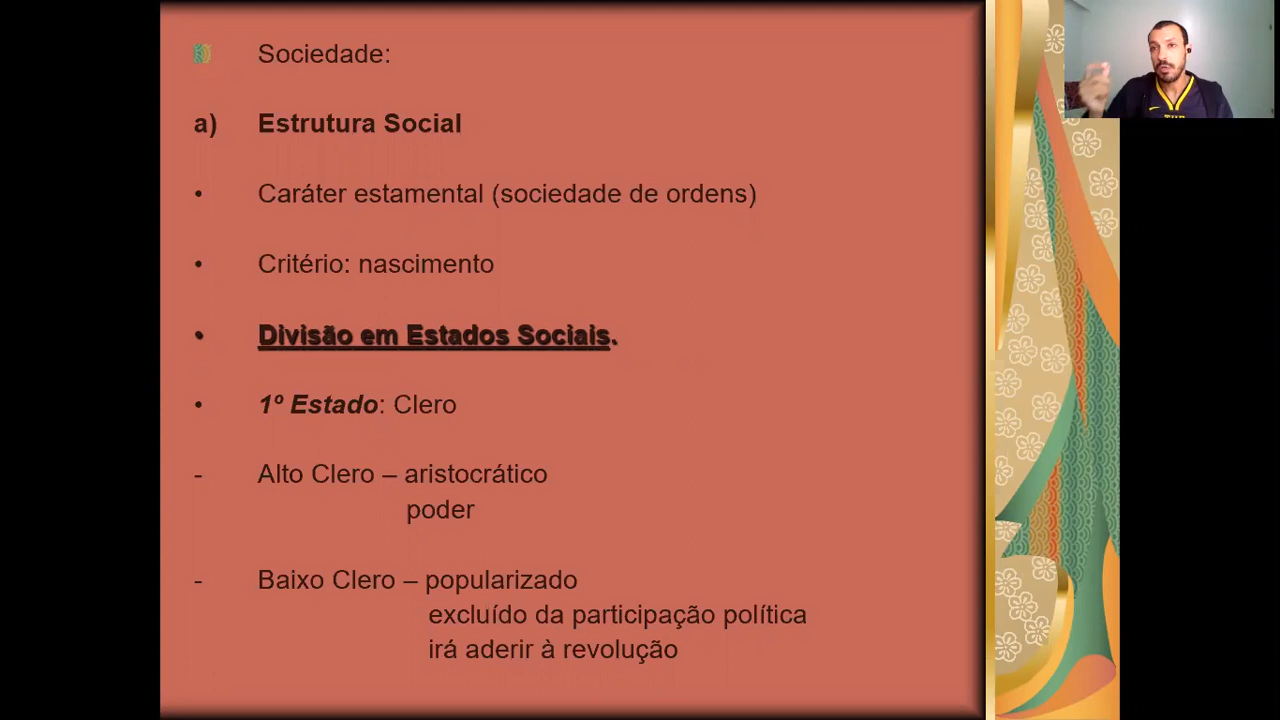 Sociedade:
a) Estrutura Social
• Caráter estamental (sociedade de ordens)
• Critério: nascimento
• Divisão em Estados Sociais.
• 1º Estado: Clero
- Alto Clero – aristocrático
poder
- Baixo Clero – popularizado
excluído da participação política
irá aderir à revolução